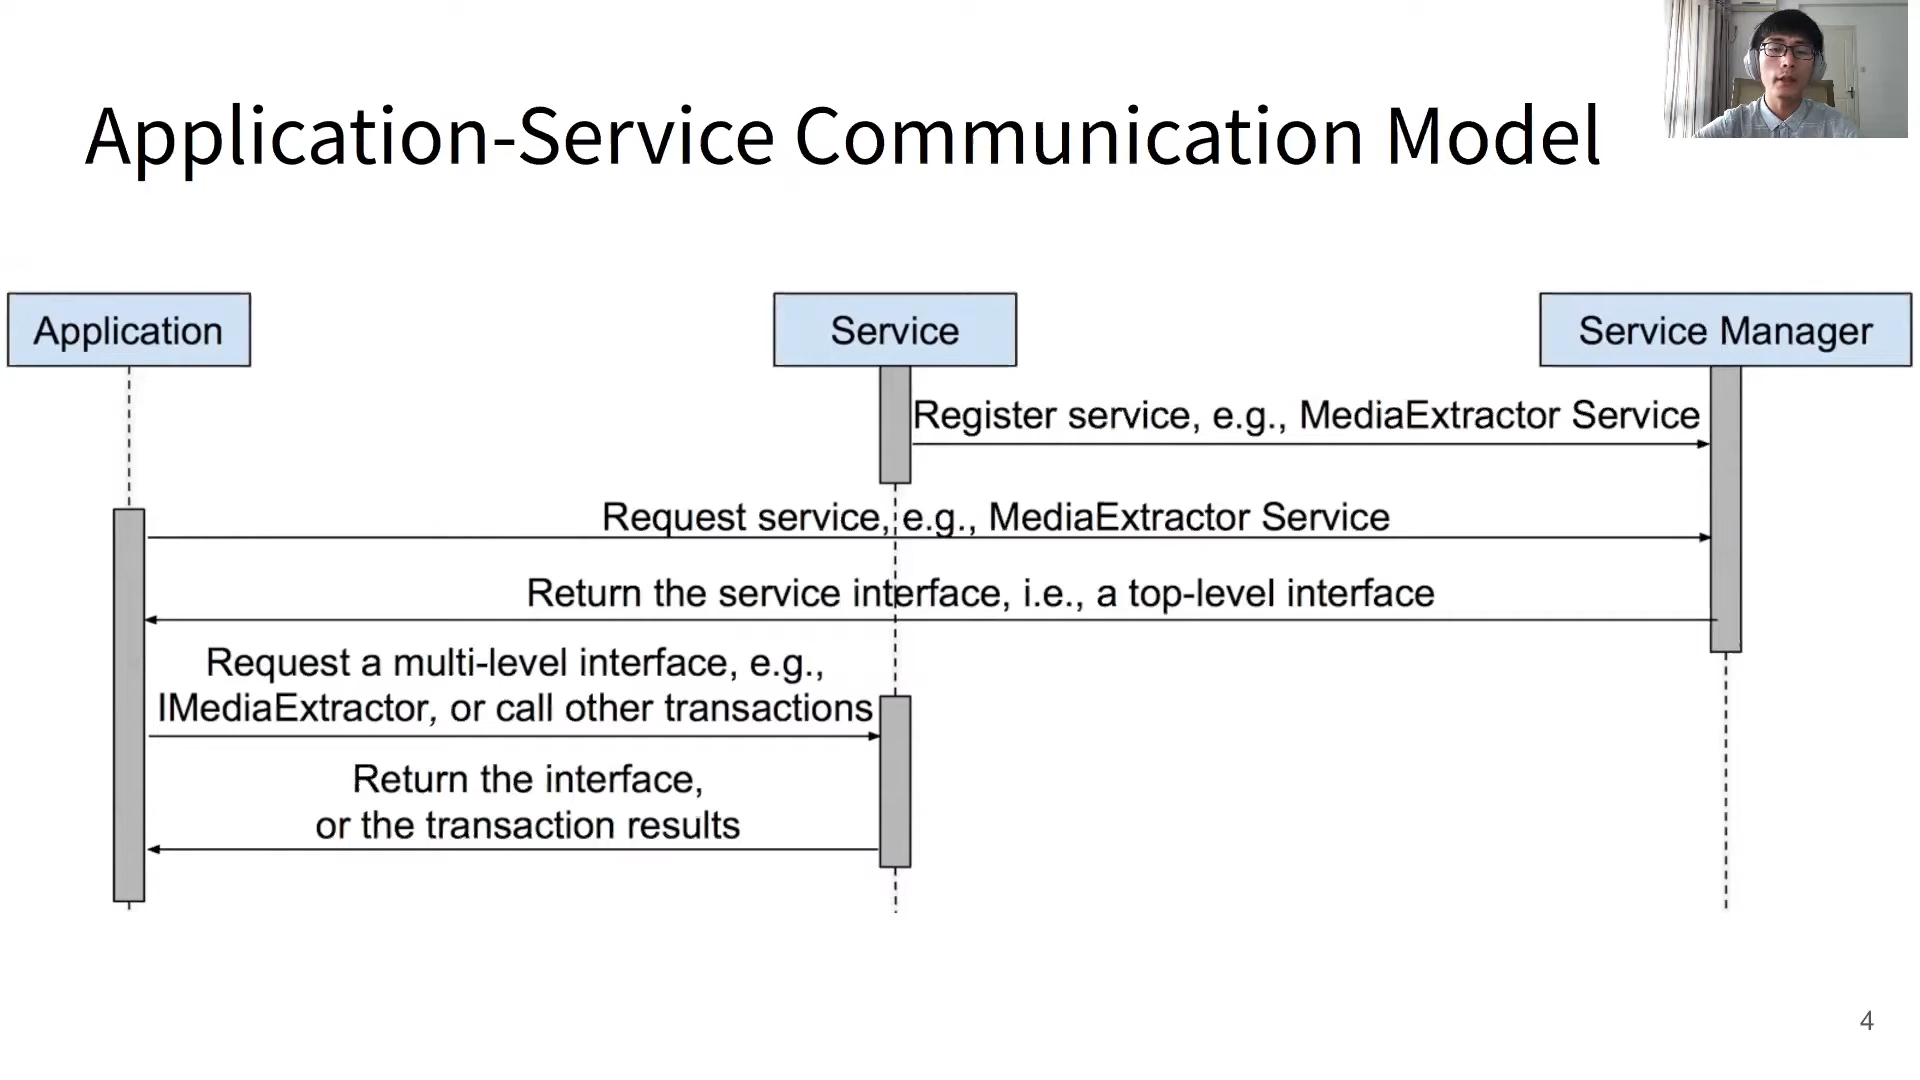 Application-Service Communication Model
Application
Service
Service Manager
Register service, e.g., MediaExtractor Service
Request service, e.g., MediaExtractor Service
Return the service interface, i.e., a top-level interface
Request a multi-level interface, e.g.,
IMediaExtractor, or call other transactions
Return the interface,
or the transaction results
4